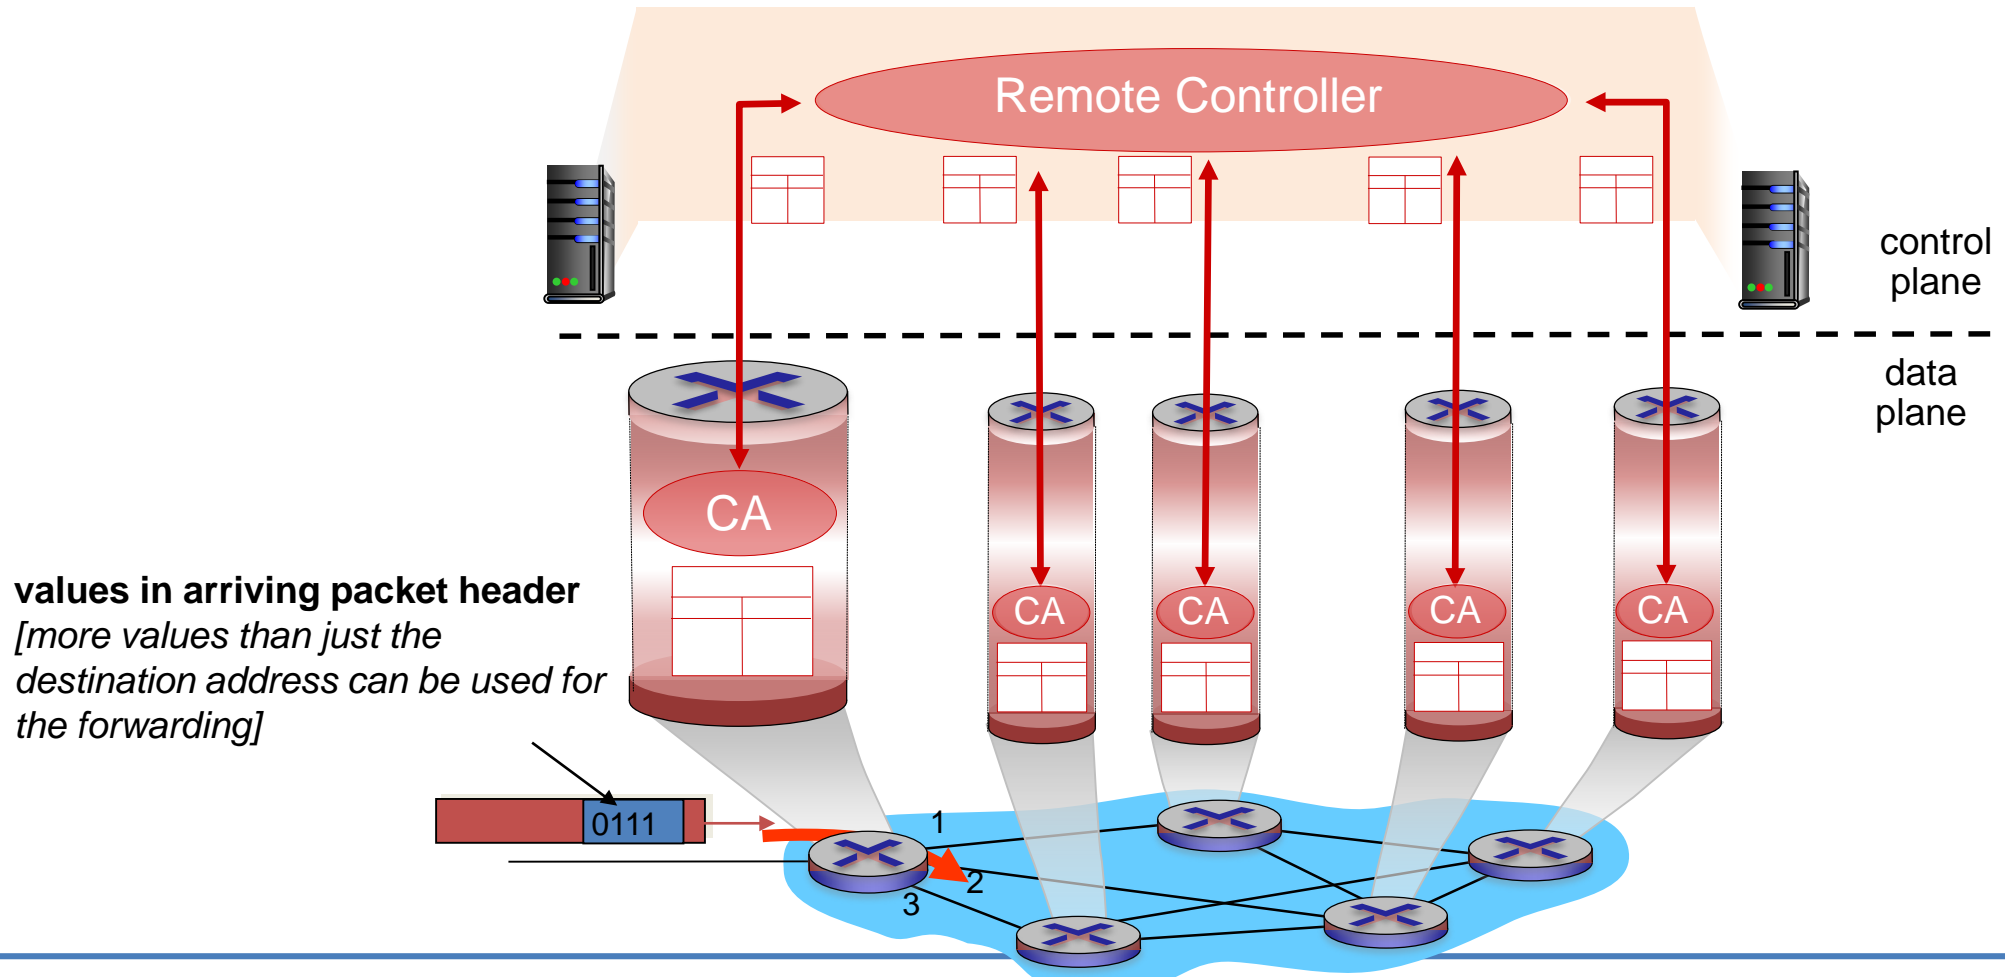 Remote Controller
control
plane
data
plane
CA
CA
CA
CA
CA
values in arriving packet header
[more values than just the
destination address can be used for
the forwarding]
0111
1
2
3